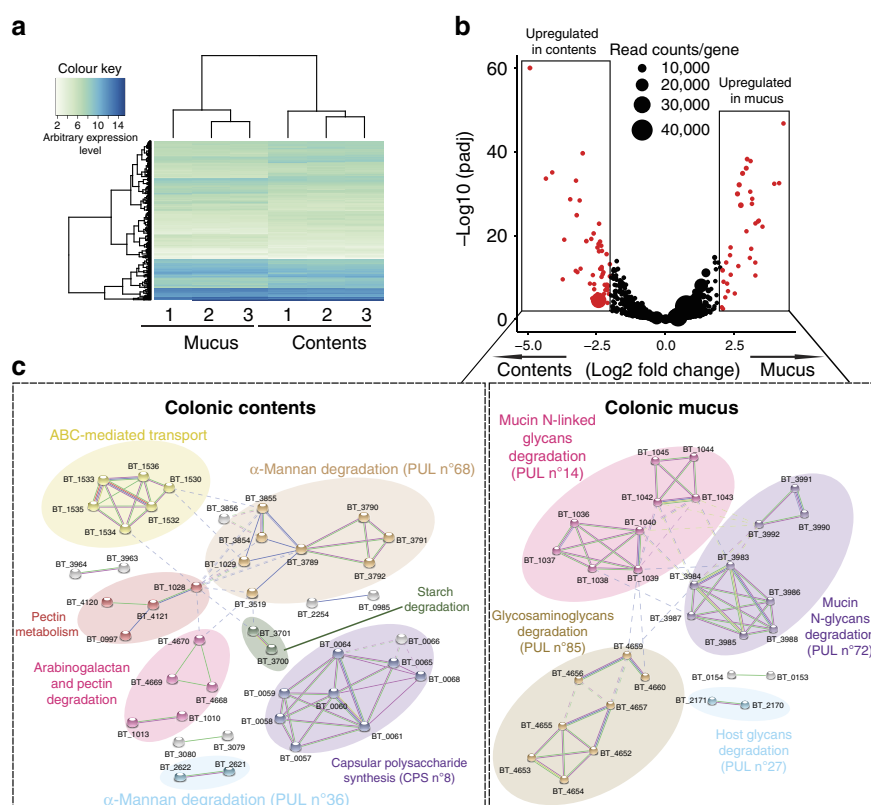 a
Colour key
2 6 10 14
Arbitrary expression
level
1 2 3 1 2 3
Mucus Contents
b
Upregulated
in contents
Read counts/gene
10,000
20,000
30,000
40,000
Upregulated
in mucus
−Log10 (padj)
60
40
20
0
−5.0 −2.5 0.0 2.5
Contents (Log2 fold change) Mucus
c
Colonic contents
ABC-mediated transport
BT_1533
BT_1536
BT_1530
BT_1535
BT_1532
BT_1534
α-Mannan degradation (PUL n°68)
BT_3855
BT_3856
BT_3790
BT_3854
BT_3791
BT_1029
BT_3789
BT_3792
BT_3964
BT_3963
BT_1028
BT_3519
BT_2254
BT_0985
BT_4120
BT_4121
BT_0997
Pectin
metabolism
Starch
degradation
BT_3701
BT_3700
BT_4670
BT_4669
BT_4668
Arabinogalactan
and pectin
degradation
BT_1010
BT_1013
BT_0064
BT_0066
BT_0065
BT_0068
BT_0059
BT_0060
BT_0058
BT_0061
BT_0057
Capsular polysaccharide
synthesis (CPS n°8)
BT_3079
BT_3080
BT_2622
BT_2621
α-Mannan degradation (PUL n°36)
Colonic mucus
Mucin N-linked
glycans
degradation
(PUL n°14)
BT_1045
BT_1044
BT_1042
BT_1043
BT_1036
BT_1040
BT_1037
BT_1038
BT_1039
BT_3991
BT_3990
BT_3992
BT_3983
BT_3984
BT_3986
BT_3987
BT_3985
BT_3988
Mucin
N-glycans
degradation
(PUL n°72)
Glycosaminoglycans
degradation
(PUL n°85)
BT_4659
BT_4656
BT_4660
BT_4657
BT_4655
BT_4652
BT_4653
BT_4654
BT_0154
BT_0153
BT_2171
BT_2170
Host glycans
degradation
(PUL n°27)